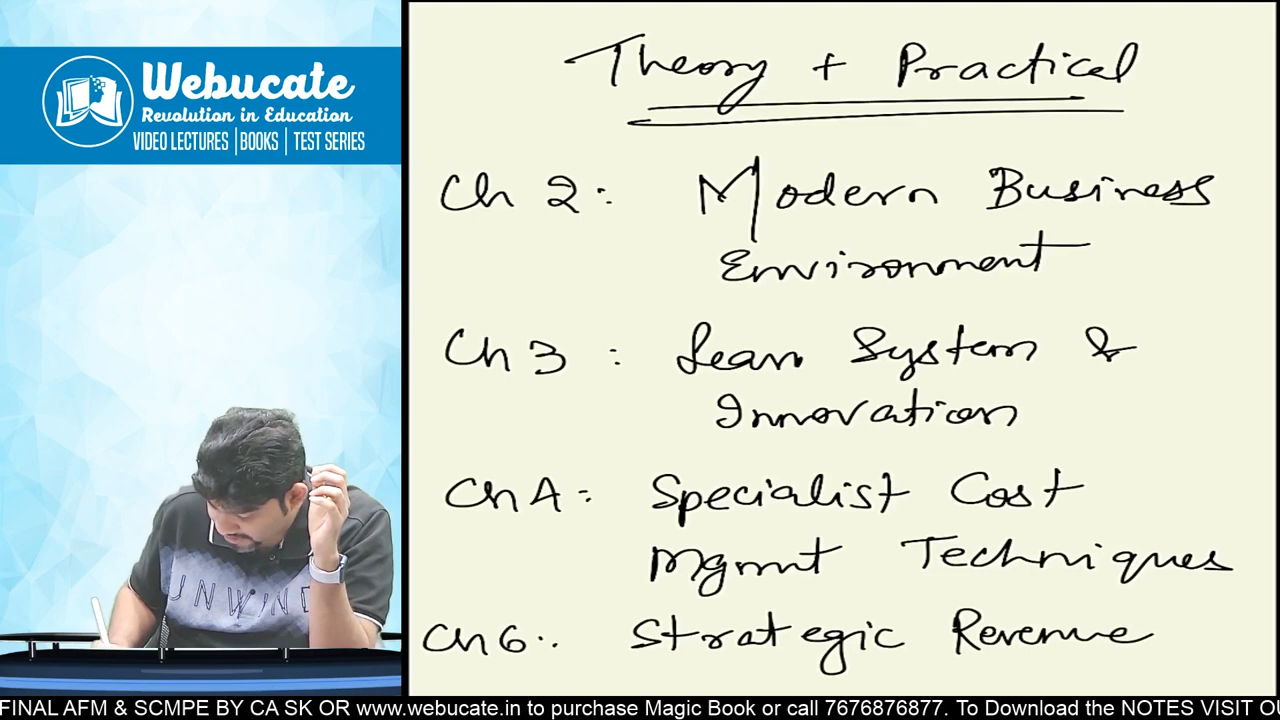 Webucate
Revolution in Education
VIDEO LECTURES | BOOKS | TEST SERIES
Theory + Practical
Ch 2: Modern Business
Environment
Ch 3 : Lean System &
Innovation
Ch 4: Specialist Cost
Mgmt Techniques
Ch 6: Strategic Revenue
UNWIND
FINAL AFM & SCMPE BY CA SK OR www.webucate.in to purchase Magic Book or call 7676876877. To Download the NOTES VISIT OU